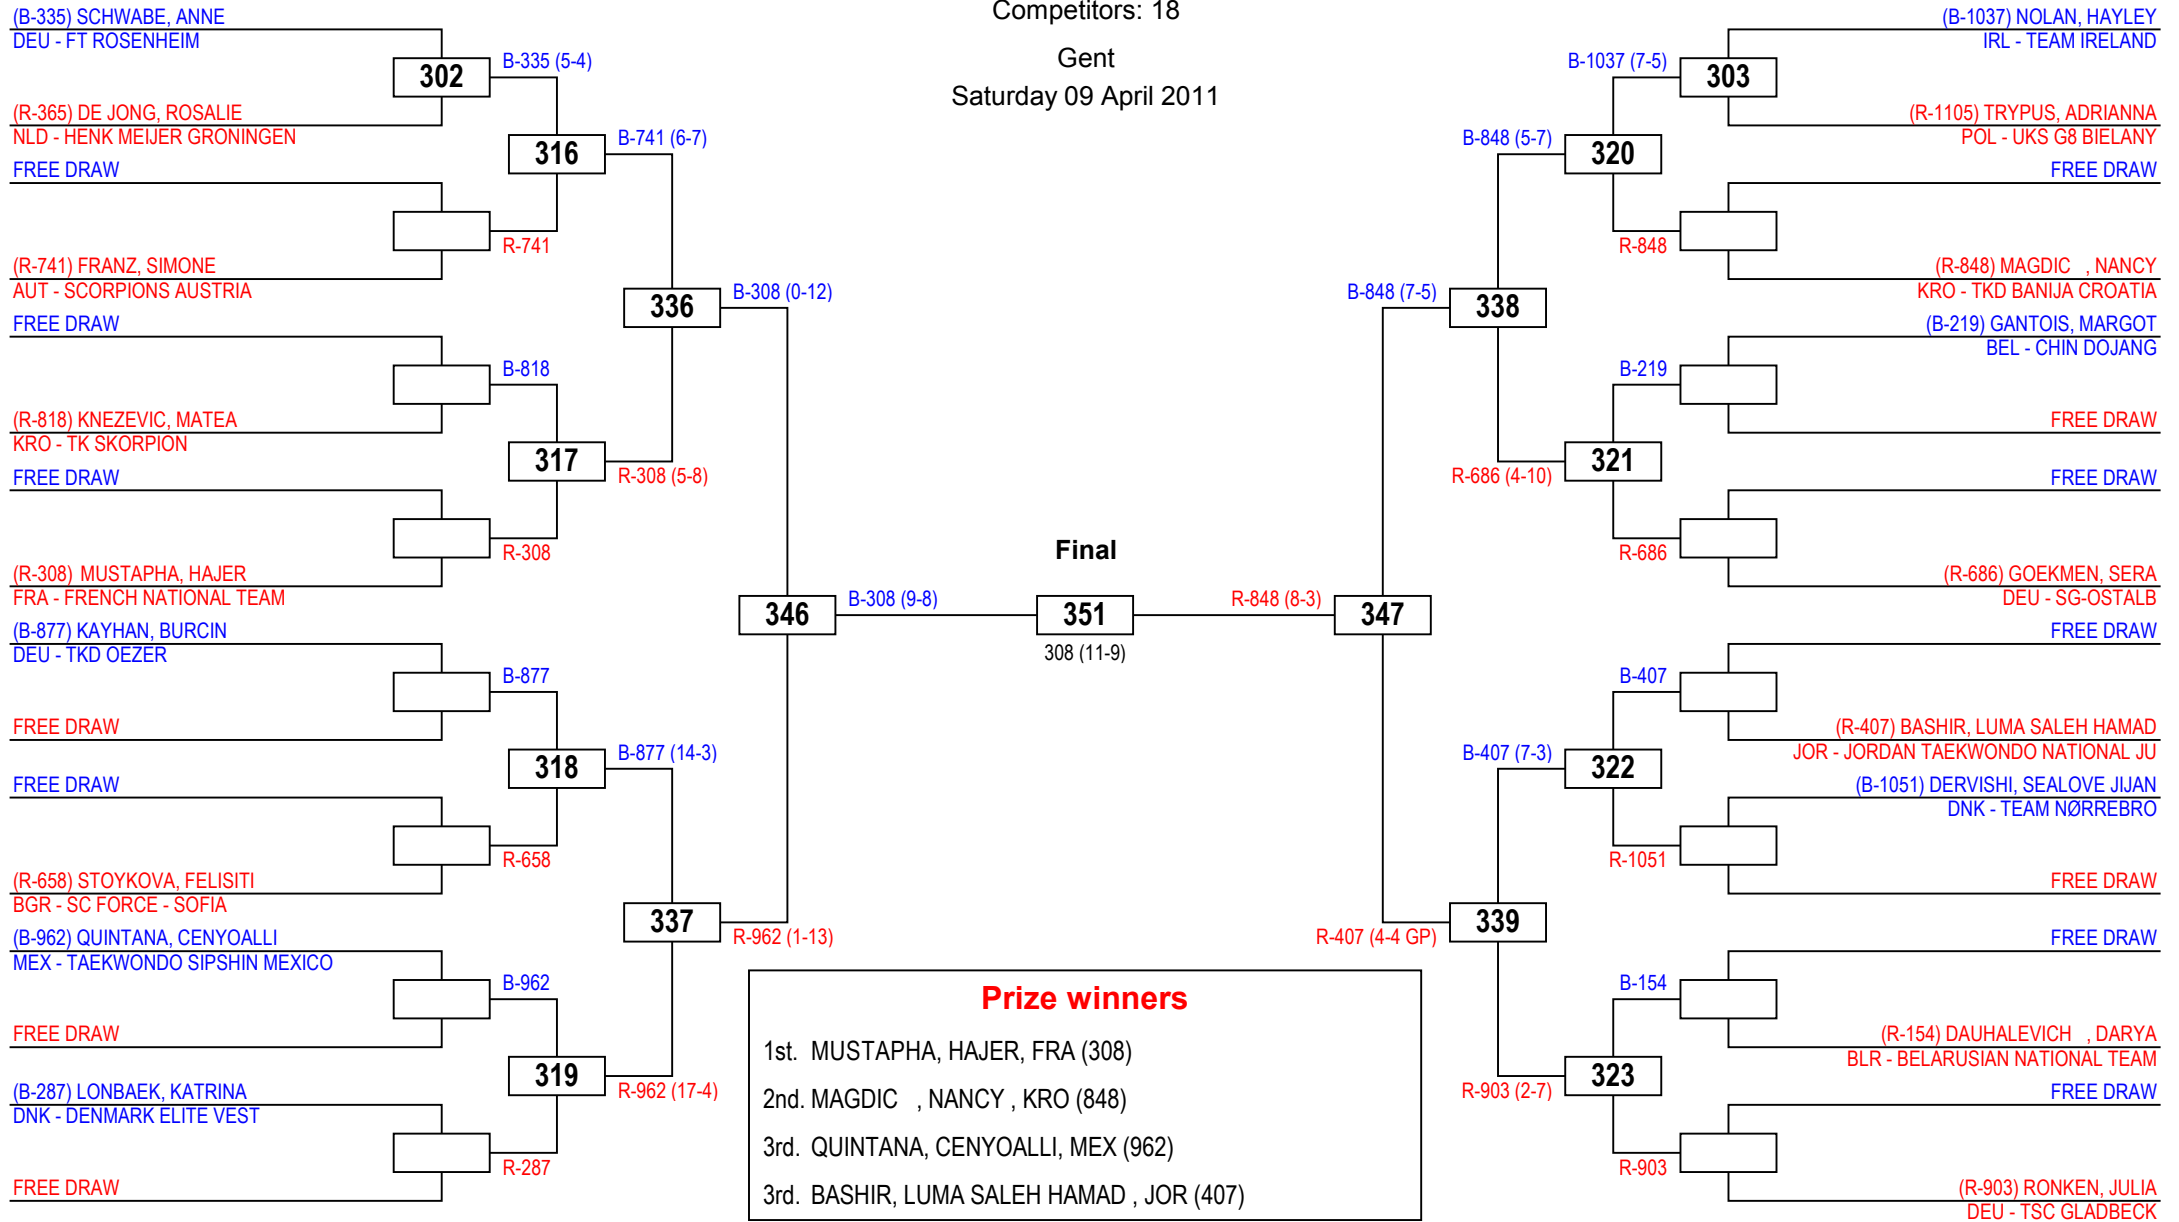 Competitors: 18
Gent
Saturday 09 April 2011
(B-335) SCHWABE, ANNE
DEU - FT ROSENHEIM
302
B-335 (5-4)
(R-365) DE JONG, ROSALIE
NLD - HENK MEIJER GRONINGEN
316
B-741 (6-7)
FREE DRAW
R-741
(R-741) FRANZ, SIMONE
AUT - SCORPIONS AUSTRIA
336
B-308 (0-12)
FREE DRAW
B-818
(R-818) KNEZEVIC, MATEA
KRO - TK SKORPION
317
R-308 (5-8)
FREE DRAW
R-308
(R-308) MUSTAPHA, HAJER
FRA - FRENCH NATIONAL TEAM
346
B-308 (9-8)
(B-877) KAYHAN, BURCIN
DEU - TKD OEZER
B-877
FREE DRAW
318
B-877 (14-3)
FREE DRAW
R-658
(R-658) STOYKOVA, FELISITI
BGR - SC FORCE - SOFIA
337
R-962 (1-13)
(B-962) QUINTANA, CENYOALLI
MEX - TAEKWONDO SIPSHIN MEXICO
B-962
FREE DRAW
319
R-962 (17-4)
(B-287) LONBAEK, KATRINA
DNK - DENMARK ELITE VEST
R-287
FREE DRAW
Final
351
308 (11-9)
(B-1037) NOLAN, HAYLEY
IRL - TEAM IRELAND
B-1037 (7-5)
303
(R-1105) TRYPUS, ADRIANNA
POL - UKS G8 BIELANY
B-848 (5-7)
320
FREE DRAW
R-848
(R-848) MAGDIC , NANCY
KRO - TKD BANIJA CROATIA
B-848 (7-5)
338
(B-219) GANTOIS, MARGOT
BEL - CHIN DOJANG
B-219
FREE DRAW
321
R-686 (4-10)
FREE DRAW
R-686
(R-686) GOEKMEN, SERA
DEU - SG-OSTALB
R-848 (8-3)
347
FREE DRAW
B-407
(R-407) BASHIR, LUMA SALEH HAMAD
JOR - JORDAN TAEKWONDO NATIONAL JU
B-407 (7-3)
322
(B-1051) DERVISHI, SEALOVE JIJAN
DNK - TEAM NØRREBRO
R-1051
FREE DRAW
R-407 (4-4 GP)
339
FREE DRAW
B-154
(R-154) DAUHALEVICH , DARYA
BLR - BELARUSIAN NATIONAL TEAM
R-903 (2-7)
323
FREE DRAW
R-903
(R-903) RONKEN, JULIA
DEU - TSC GLADBECK
Prize winners
1st. MUSTAPHA, HAJER, FRA (308)
2nd. MAGDIC , NANCY , KRO (848)
3rd. QUINTANA, CENYOALLI, MEX (962)
3rd. BASHIR, LUMA SALEH HAMAD , JOR (407)